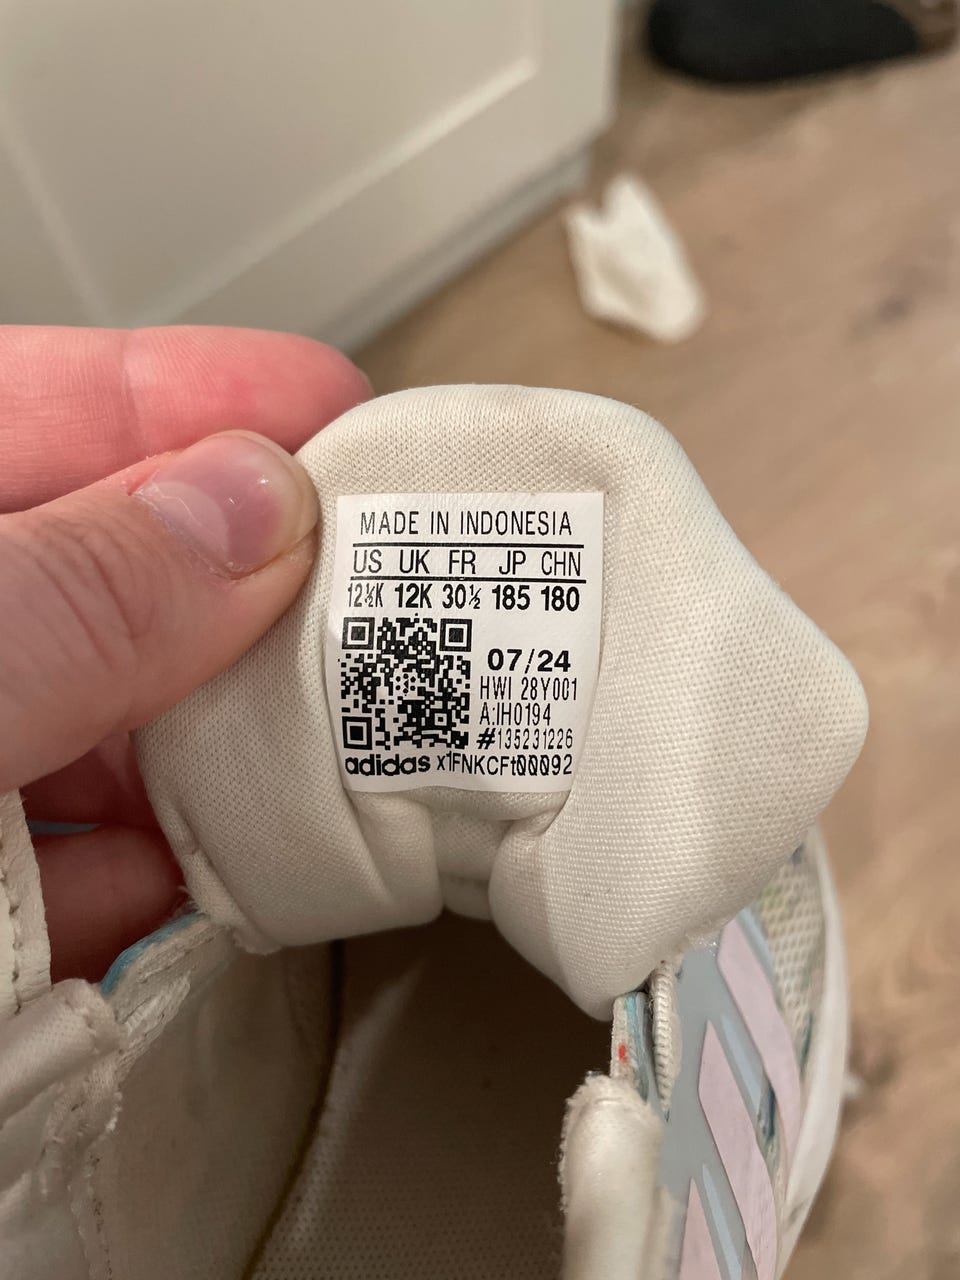 MADE IN INDONESIA
US UK FR JP CHN
12½K 12K 30½ 185 180
07/24
HWI 28Y001
A:IH0194
#135231226
adidas x1FNKCFt00092